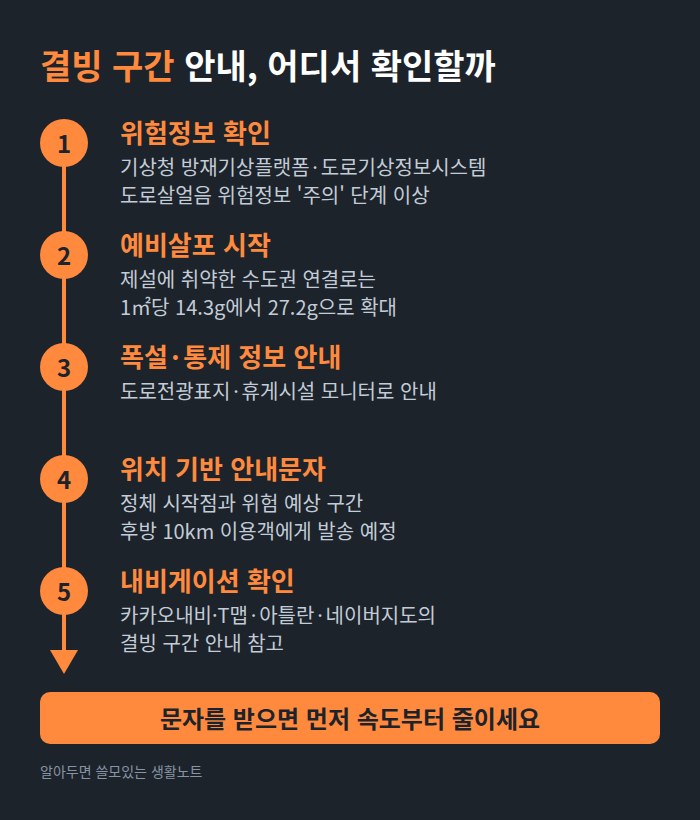 결빙 구간 안내, 어디서 확인할까
1
위험정보 확인
기상청 방재기상플랫폼·도로기상정보시스템
도로살얼음 위험정보 '주의' 단계 이상
2
예비살포 시작
제설에 취약한 수도권 연결로는
1㎡당 14.3g에서 27.2g으로 확대
3
폭설·통제 정보 안내
도로전광표지·휴게시설 모니터로 안내
4
위치 기반 안내문자
정체 시작점과 위험 예상 구간
후방 10km 이용객에게 발송 예정
5
내비게이션 확인
카카오내비·T맵·아틀란·네이버지도의
결빙 구간 안내 참고
문자를 받으면 먼저 속도부터 줄이세요
알아두면 쓸모있는 생활노트